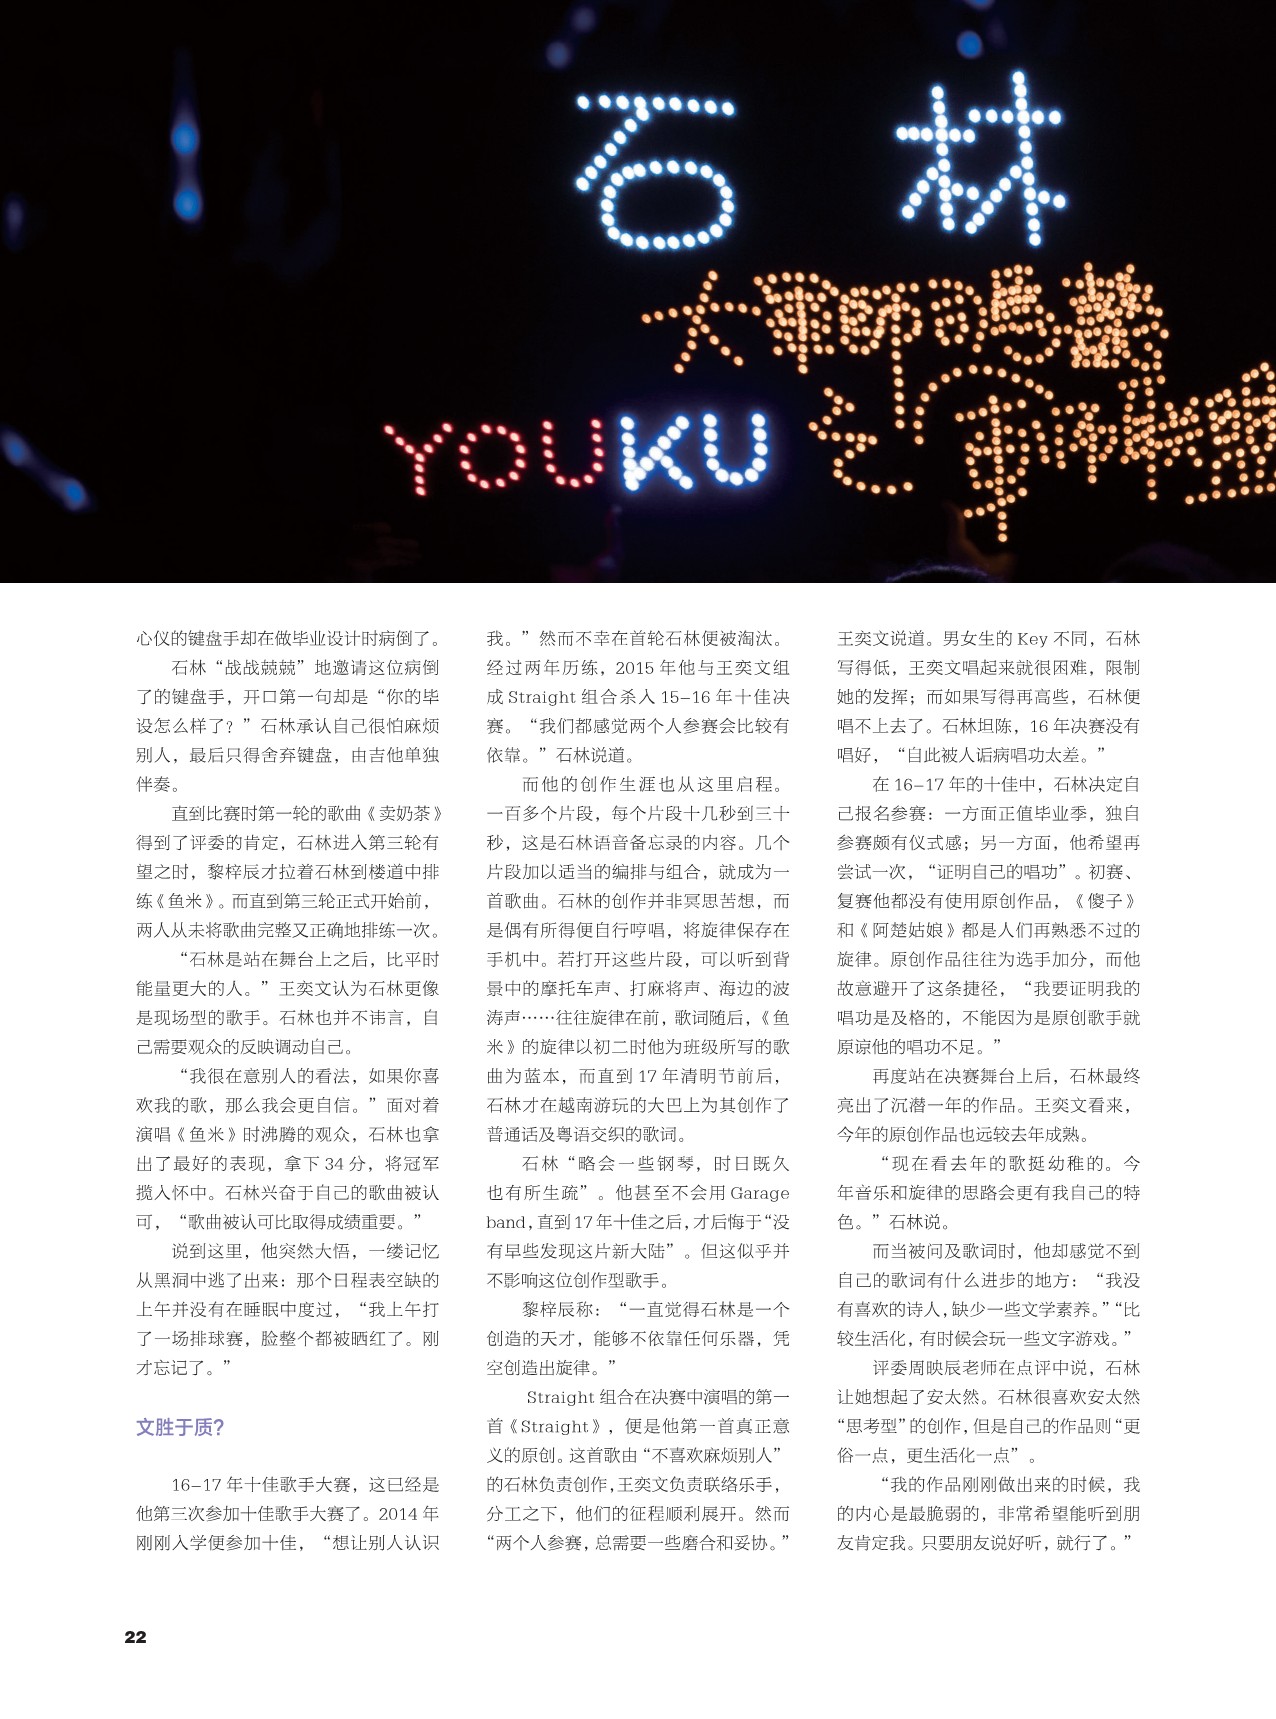 石 林
YOUKU
心仪的键盘手却在做毕业设计时病倒了。
石林“战战兢兢”地邀请这位病倒
了的键盘手，开口第一句却是“你的毕
设怎么样了？”石林承认自己很怕麻烦
别人，最后只得舍弃键盘，由吉他单独
伴奏。
直到比赛时第一轮的歌曲《卖奶茶》
得到了评委的肯定，石林进入第三轮有
望之时，黎梓辰才拉着石林到楼道中排
练《鱼米》。而直到第三轮正式开始前，
两人从未将歌曲完整又正确地排练一次。
“石林是站在舞台上之后，比平时
能量更大的人。”王奕文认为石林更像
是现场型的歌手。石林也并不讳言，自
己需要观众的反映调动自己。
“我很在意别人的看法，如果你喜
欢我的歌，那么我会更自信。”面对着
演唱《鱼米》时沸腾的观众，石林也拿
出了最好的表现，拿下 34 分，将冠军
揽入怀中。石林兴奋于自己的歌曲被认
可，“歌曲被认可比取得成绩重要。”
说到这里，他突然大悟，一缕记忆
从黑洞中逃了出来：那个日程表空缺的
上午并没有在睡眠中度过，“我上午打
了一场排球赛，脸整个都被晒红了。刚
才忘记了。”
文胜于质？
16–17 年十佳歌手大赛，这已经是
他第三次参加十佳歌手大赛了。2014 年
刚刚入学便参加十佳，“想让别人认识
我。”然而不幸在首轮石林便被淘汰。
经过两年历练，2015 年他与王奕文组
成 Straight 组合杀入 15–16 年十佳决
赛。“我们都感觉两个人参赛会比较有
依靠。”石林说道。
而他的创作生涯也从这里启程。
一百多个片段，每个片段十几秒到三十
秒，这是石林语音备忘录的内容。几个
片段加以适当的编排与组合，就成为一
首歌曲。石林的创作并非冥思苦想，而
是偶有所得便自行哼唱，将旋律保存在
手机中。若打开这些片段，可以听到背
景中的摩托车声、打麻将声、海边的波
涛声……往往旋律在前，歌词随后，《鱼
米》的旋律以初二时他为班级所写的歌
曲为蓝本，而直到 17 年清明节前后，
石林才在越南游玩的大巴上为其创作了
普通话及粤语交织的歌词。
石林“略会一些钢琴，时日既久
也有所生疏”。他甚至不会用 Garage
band，直到 17 年十佳之后，才后悔于“没
有早些发现这片新大陆”。但这似乎并
不影响这位创作型歌手。
黎梓辰称：“一直觉得石林是一个
创造的天才，能够不依靠任何乐器，凭
空创造出旋律。”
Straight 组合在决赛中演唱的第一
首《Straight》，便是他第一首真正意
义的原创。这首歌由“不喜欢麻烦别人”
的石林负责创作，王奕文负责联络乐手，
分工之下，他们的征程顺利展开。然而
“两个人参赛，总需要一些磨合和妥协。”
王奕文说道。男女生的 Key 不同，石林
写得低，王奕文唱起来就很困难，限制
她的发挥；而如果写得再高些，石林便
唱不上去了。石林坦陈，16 年决赛没有
唱好，“自此被人诟病唱功太差。”
在 16–17 年的十佳中，石林决定自
己报名参赛：一方面正值毕业季，独自
参赛颇有仪式感；另一方面，他希望再
尝试一次，“证明自己的唱功”。初赛、
复赛他都没有使用原创作品，《傻子》
和《阿楚姑娘》都是人们再熟悉不过的
旋律。原创作品往往为选手加分，而他
故意避开了这条捷径，“我要证明我的
唱功是及格的，不能因为是原创歌手就
原谅他的唱功不足。”
再度站在决赛舞台上后，石林最终
亮出了沉潜一年的作品。王奕文看来，
今年的原创作品也远较去年成熟。
“现在看去年的歌挺幼稚的。今
年音乐和旋律的思路会更有我自己的特
色。”石林说。
而当被问及歌词时，他却感觉不到
自己的歌词有什么进步的地方：“我没
有喜欢的诗人，缺少一些文学素养。”“比
较生活化，有时候会玩一些文字游戏。”
评委周映辰老师在点评中说，石林
让她想起了安太然。石林很喜欢安太然
“思考型”的创作，但是自己的作品则“更
俗一点，更生活化一点”。
“我的作品刚刚做出来的时候，我
的内心是最脆弱的，非常希望能听到朋
友肯定我。只要朋友说好听，就行了。”
22